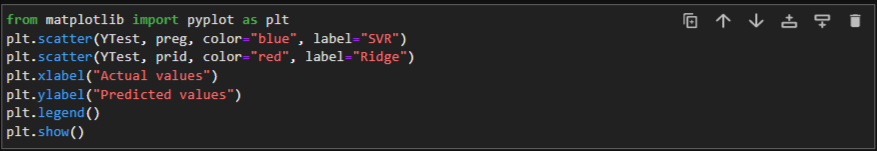 from matplotlib import pyplot as plt
plt.scatter(YTest, preg, color="blue", label="SVR")
plt.scatter(YTest, prid, color="red", label="Ridge")
plt.xlabel("Actual values")
plt.ylabel("Predicted values")
plt.legend()
plt.show()